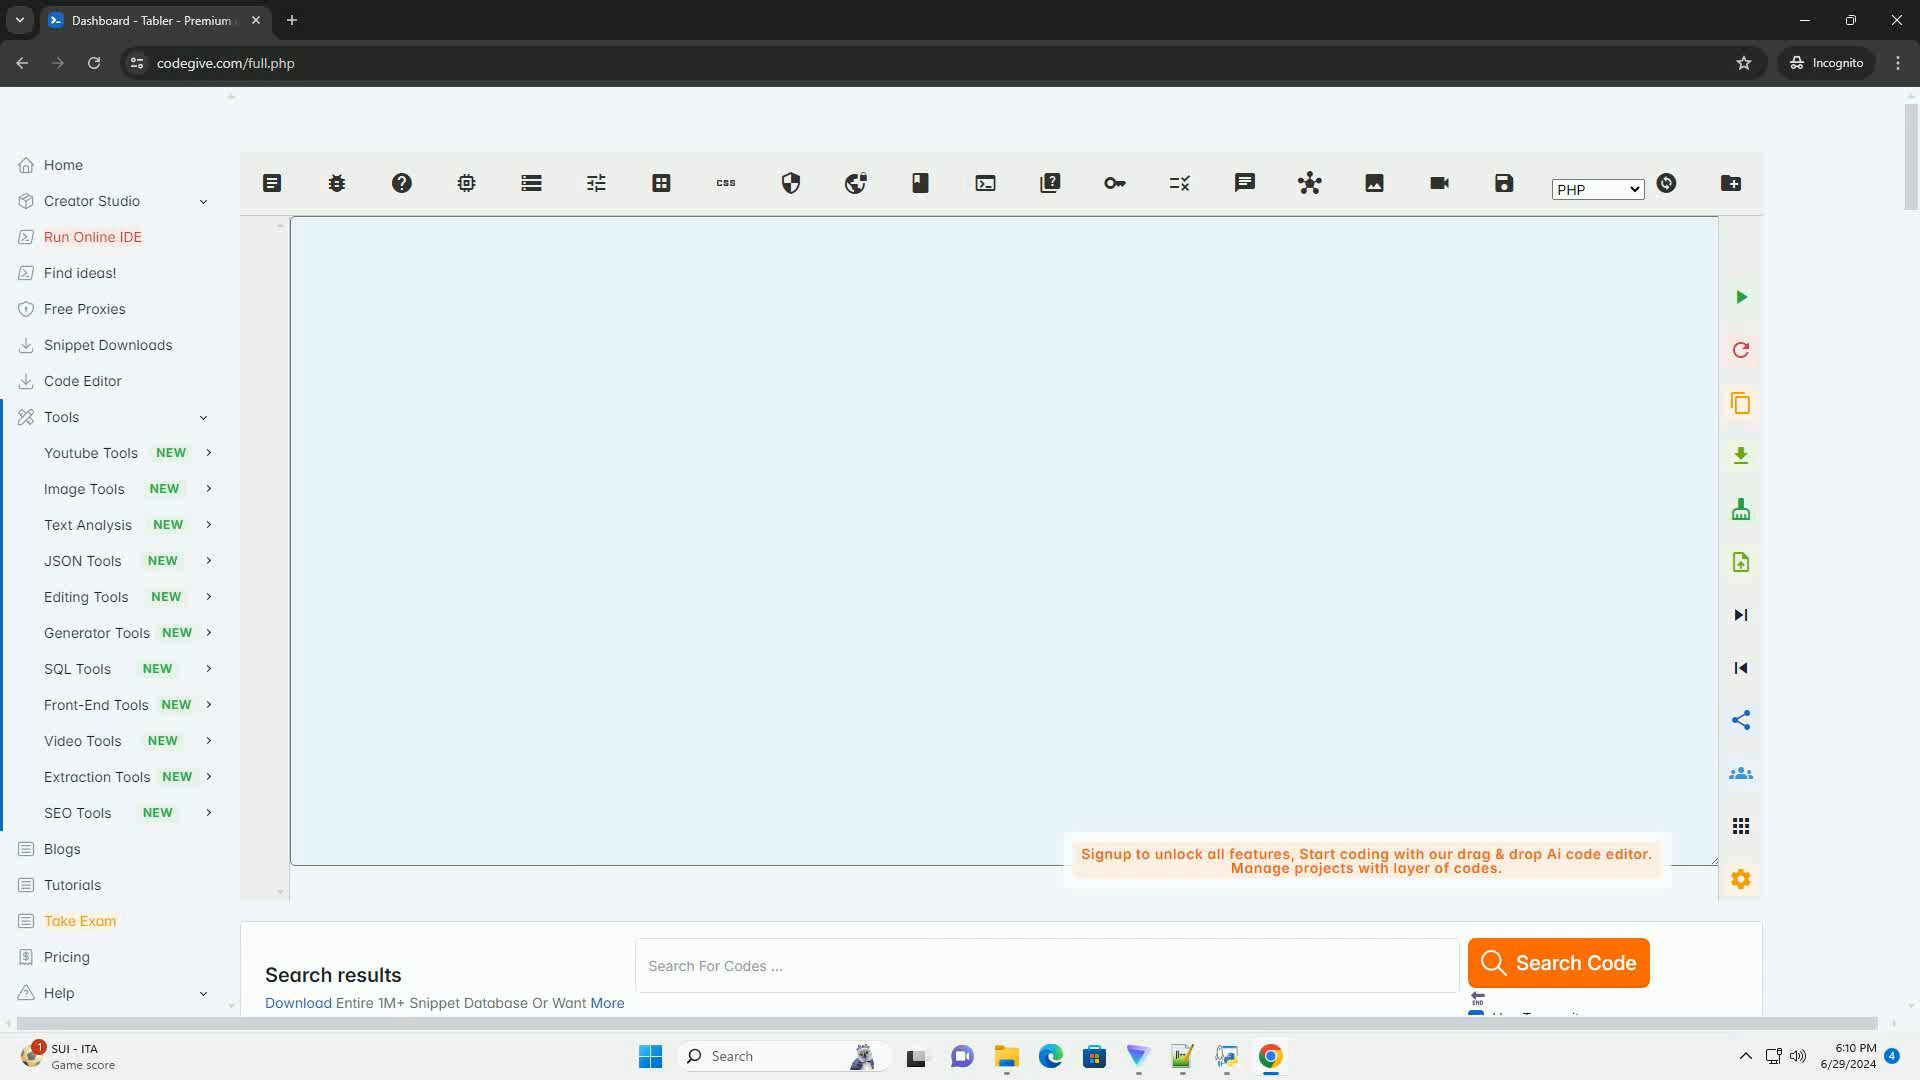 Dashboard - Tabler - Premium
codegive.com/full.php
Incognito
Home
Creator Studio
Run Online IDE
Find ideas!
Free Proxies
Snippet Downloads
Code Editor
Tools
Youtube Tools NEW
Image Tools NEW
Text Analysis NEW
JSON Tools NEW
Editing Tools NEW
Generator Tools NEW
SQL Tools NEW
Front-End Tools NEW
Video Tools NEW
Extraction Tools NEW
SEO Tools NEW
Blogs
Tutorials
Take Exam
Pricing
Help
CSS
PHP
Signup to unlock all features, Start coding with our drag & drop Ai code editor.
Manage projects with layer of codes.
Search results
Download Entire 1M+ Snippet Database Or Want More
Search For Codes ...
Search Code
END
1
SUI - ITA
Game score
Search
6:10 PM
6/29/2024
4